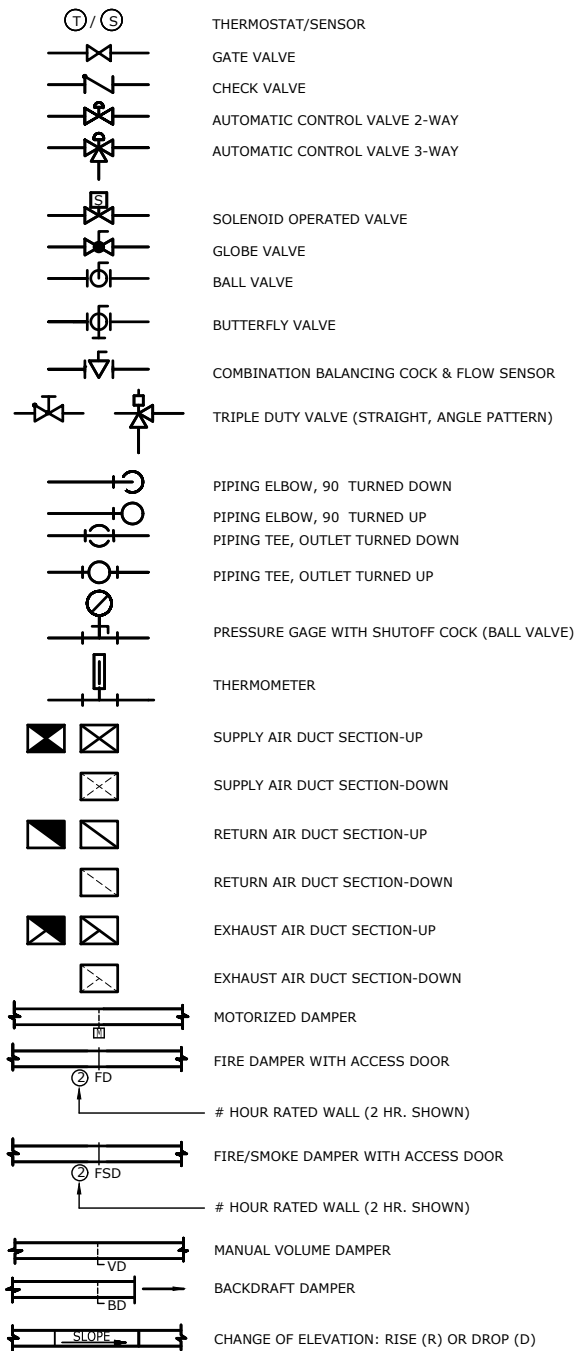 T / S THERMOSTAT/SENSOR
GATE VALVE
CHECK VALVE
AUTOMATIC CONTROL VALVE 2-WAY
AUTOMATIC CONTROL VALVE 3-WAY
S SOLENOID OPERATED VALVE
GLOBE VALVE
BALL VALVE
BUTTERFLY VALVE
COMBINATION BALANCING COCK & FLOW SENSOR
TRIPLE DUTY VALVE (STRAIGHT, ANGLE PATTERN)
PIPING ELBOW, 90 TURNED DOWN
PIPING ELBOW, 90 TURNED UP
PIPING TEE, OUTLET TURNED DOWN
PIPING TEE, OUTLET TURNED UP
PRESSURE GAGE WITH SHUTOFF COCK (BALL VALVE)
THERMOMETER
SUPPLY AIR DUCT SECTION-UP
SUPPLY AIR DUCT SECTION-DOWN
RETURN AIR DUCT SECTION-UP
RETURN AIR DUCT SECTION-DOWN
EXHAUST AIR DUCT SECTION-UP
EXHAUST AIR DUCT SECTION-DOWN
MOTORIZED DAMPER
M
FIRE DAMPER WITH ACCESS DOOR
2 FD
# HOUR RATED WALL (2 HR. SHOWN)
FIRE/SMOKE DAMPER WITH ACCESS DOOR
2 FSD
# HOUR RATED WALL (2 HR. SHOWN)
MANUAL VOLUME DAMPER
VD
BACKDRAFT DAMPER
BD
SLOPE CHANGE OF ELEVATION: RISE (R) OR DROP (D)